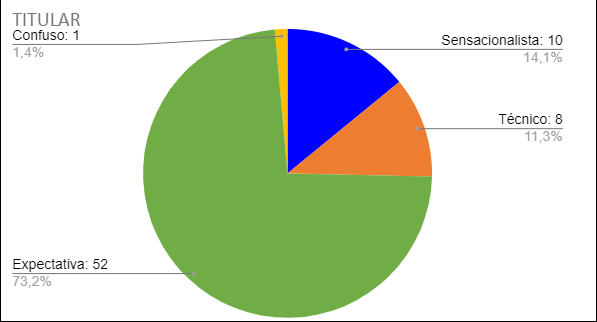 TITULAR
Confuso: 1
1,4%
Sensacionalista: 10
14,1%
Técnico: 8
11,3%
Expectativa: 52
73,2%